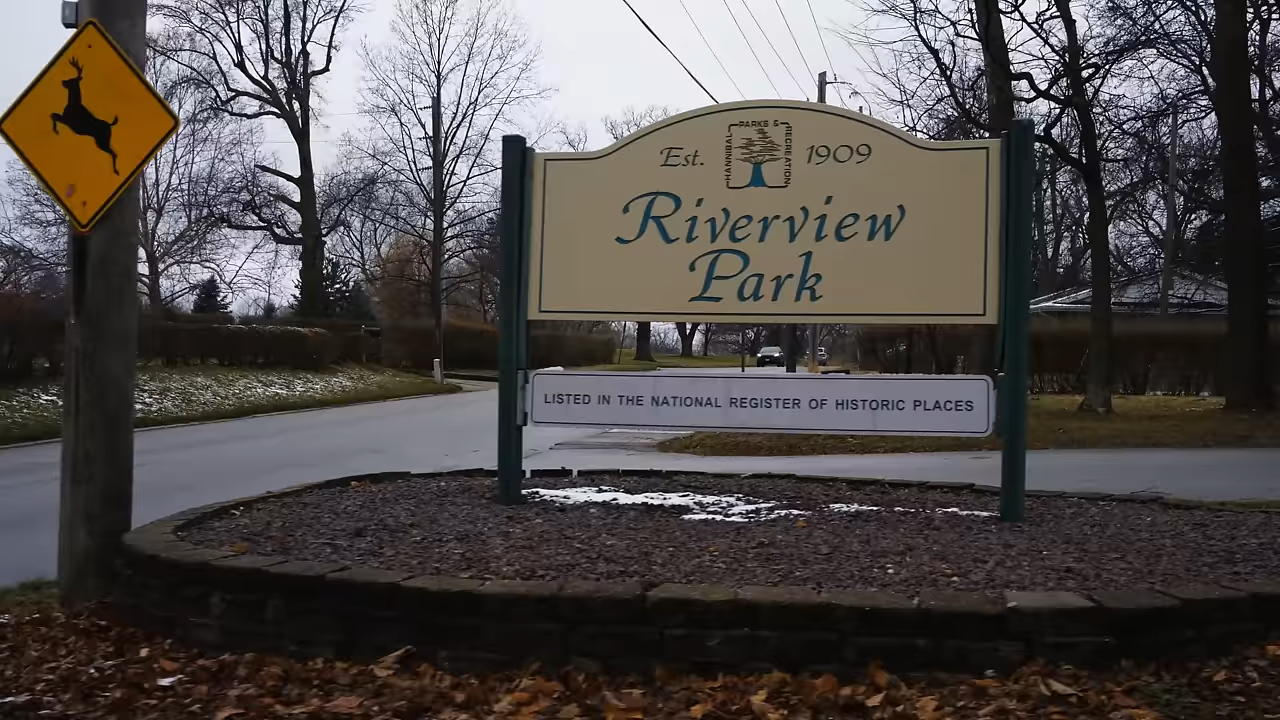 PARKS &
HANNIBAL
RECREATION
Est. 1909
Riverview
Park
LISTED IN THE NATIONAL REGISTER OF HISTORIC PLACES